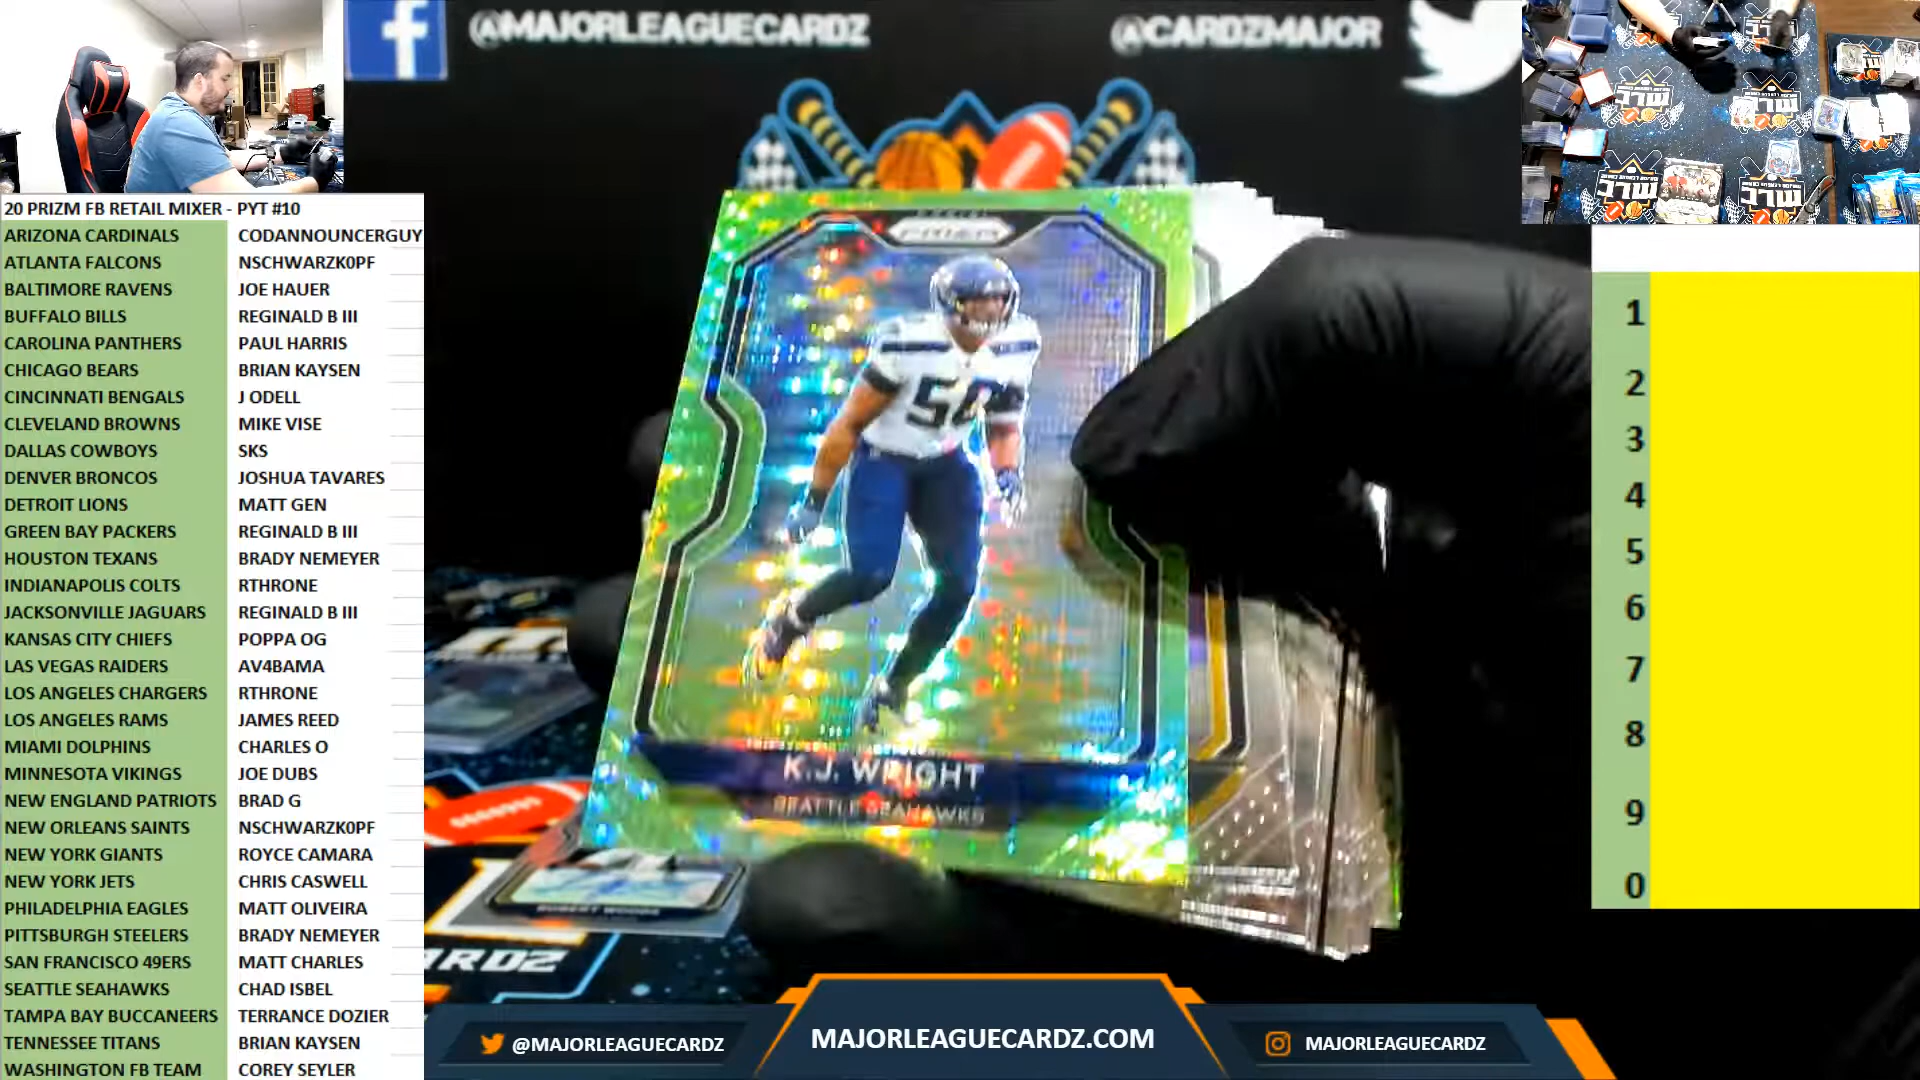 @MAJORLEAGUECARDZ
@CARDZMAJOR
20 PRIZM FB RETAIL MIXER - PYT #10
ARIZONA CARDINALS CODANNOUNCERGUY
ATLANTA FALCONS NSCHWARZK0PF
BALTIMORE RAVENS JOE HAUER
BUFFALO BILLS REGINALD B III
CAROLINA PANTHERS PAUL HARRIS
CHICAGO BEARS BRIAN KAYSEN
CINCINNATI BENGALS J ODELL
CLEVELAND BROWNS MIKE VISE
DALLAS COWBOYS SKS
DENVER BRONCOS JOSHUA TAVARES
DETROIT LIONS MATT GEN
GREEN BAY PACKERS REGINALD B III
HOUSTON TEXANS BRADY NEMEYER
INDIANAPOLIS COLTS RTHRONE
JACKSONVILLE JAGUARS REGINALD B III
KANSAS CITY CHIEFS POPPA OG
LAS VEGAS RAIDERS AV4BAMA
LOS ANGELES CHARGERS RTHRONE
LOS ANGELES RAMS JAMES REED
MIAMI DOLPHINS CHARLES O
MINNESOTA VIKINGS JOE DUBS
NEW ENGLAND PATRIOTS BRAD G
NEW ORLEANS SAINTS NSCHWARZK0PF
NEW YORK GIANTS ROYCE CAMARA
NEW YORK JETS CHRIS CASWELL
PHILADELPHIA EAGLES MATT OLIVEIRA
PITTSBURGH STEELERS BRADY NEMEYER
SAN FRANCISCO 49ERS MATT CHARLES
SEATTLE SEAHAWKS CHAD ISBEL
TAMPA BAY BUCCANEERS TERRANCE DOZIER
TENNESSEE TITANS BRIAN KAYSEN
WASHINGTON FB TEAM COREY SEYLER
PRIZM
50
K.J. WRIGHT
SEATTLE SEAHAWKS
ROBERT WOODS
RDZ
1
2
3
4
5
6
7
8
9
0
@MAJORLEAGUECARDZ
MAJORLEAGUECARDZ.COM
MAJORLEAGUECARDZ